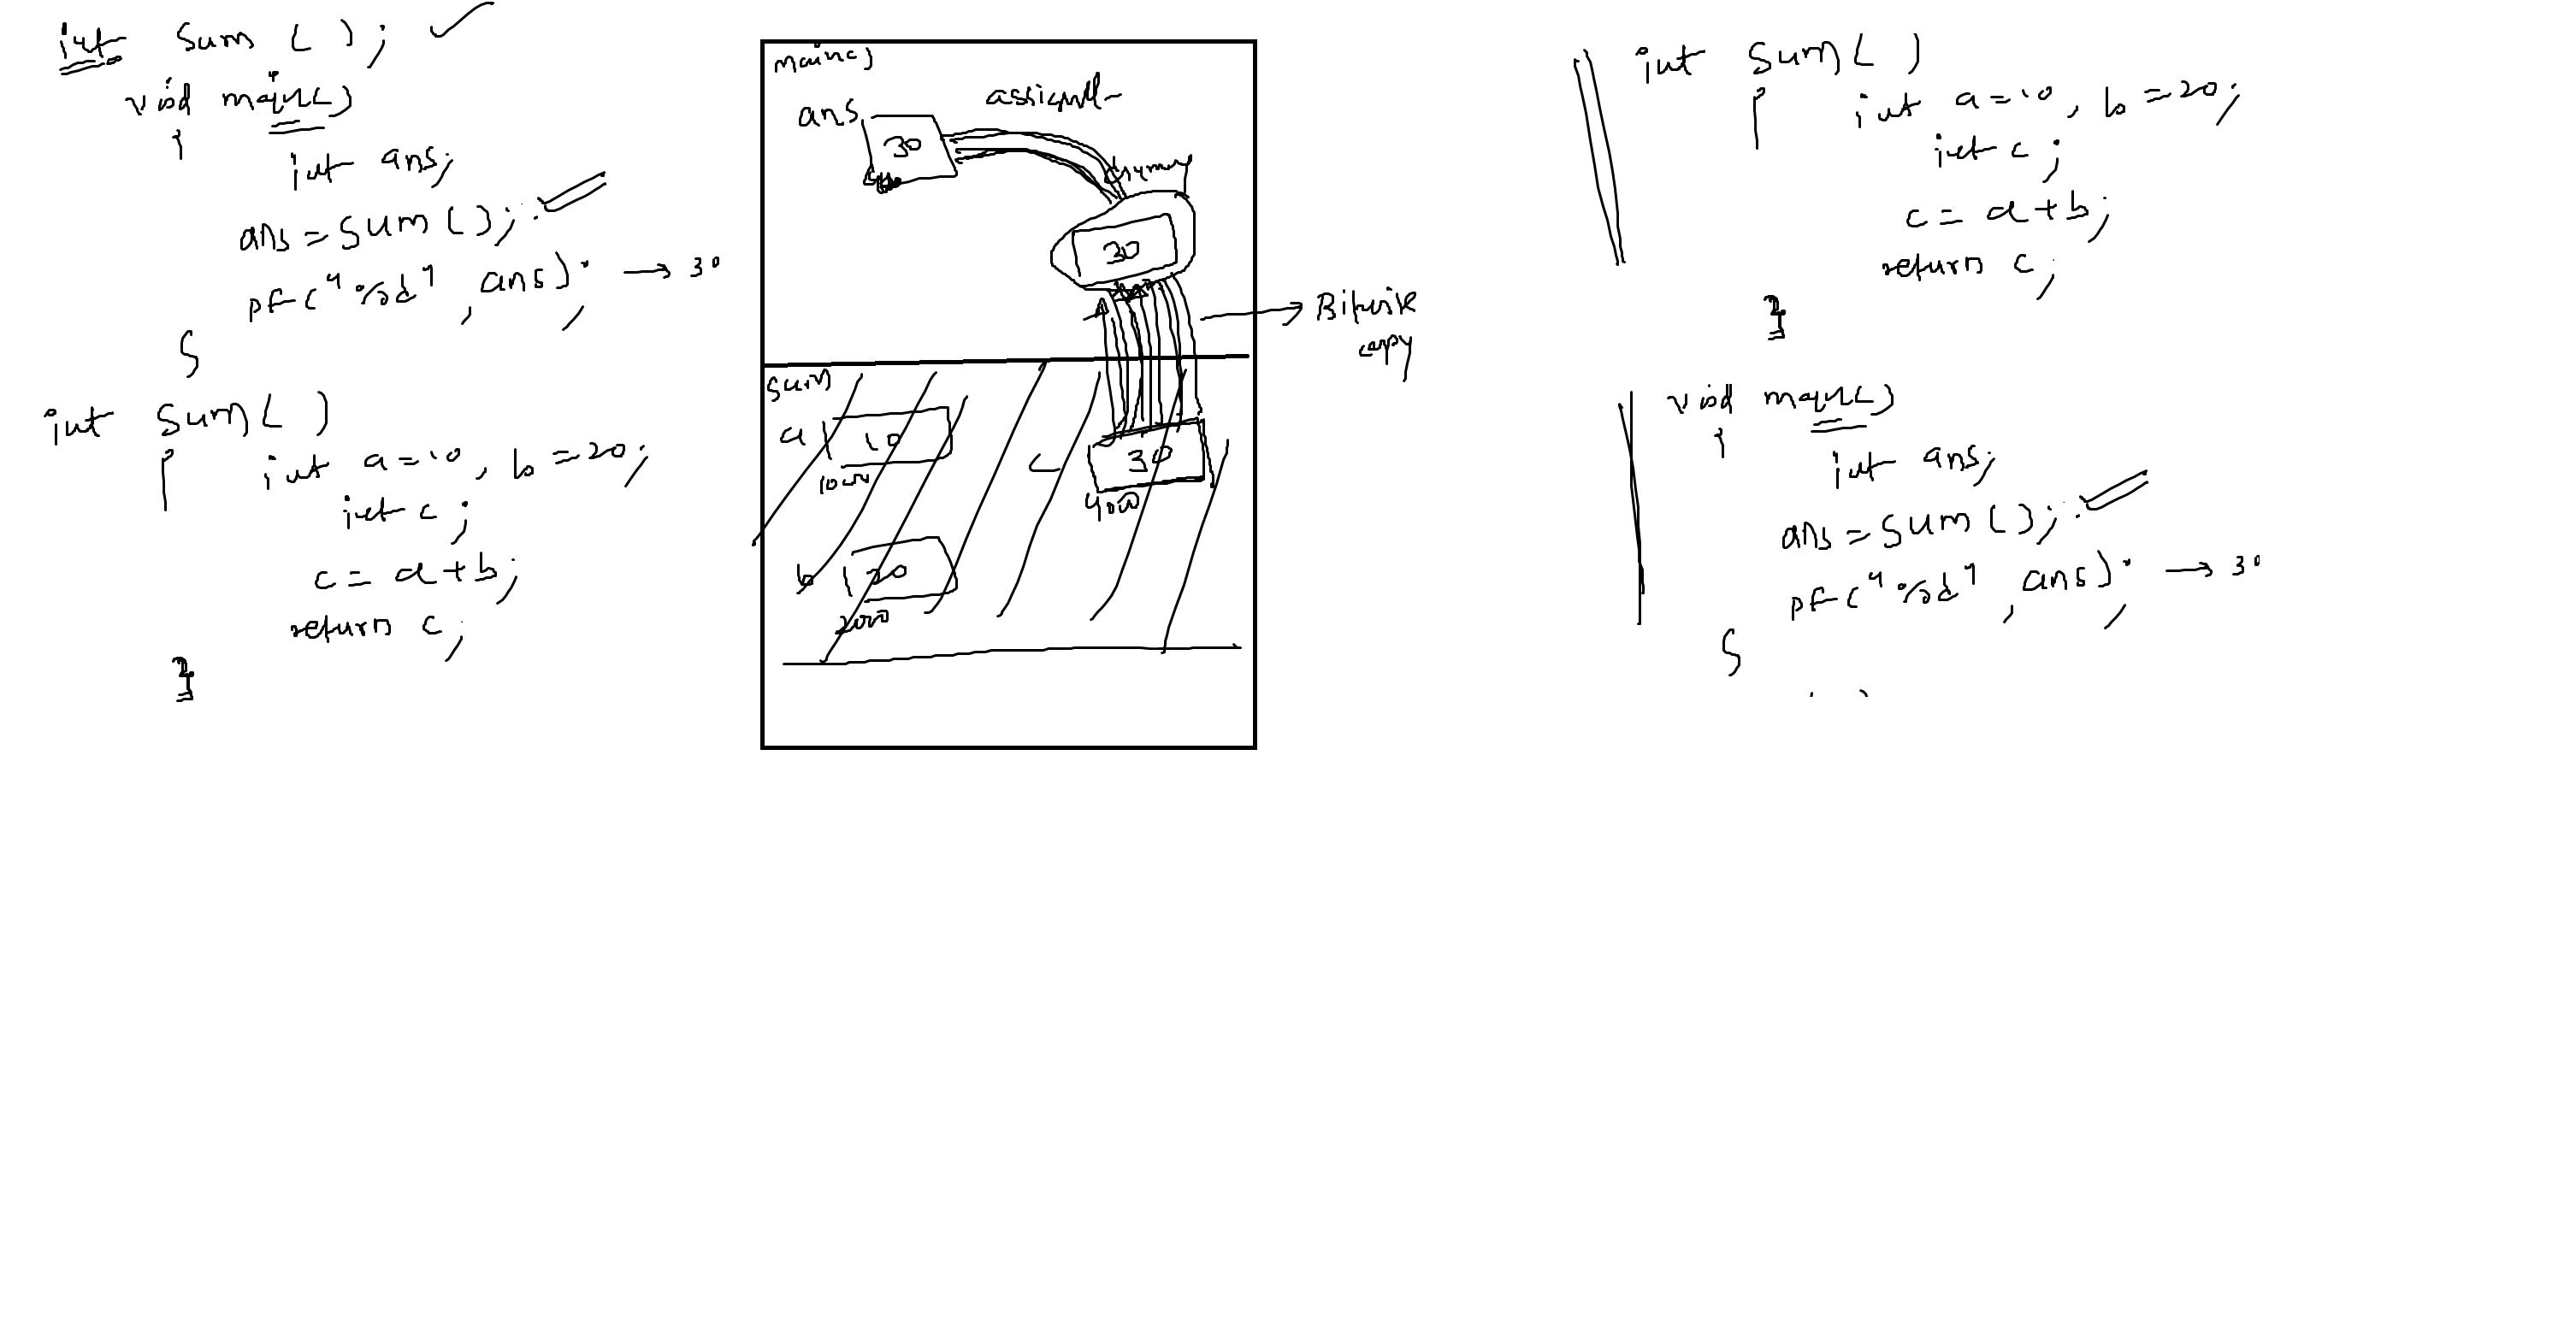 int sum ( ); ✓
void main()
{
int ans;
ans = sum ( );
pf("%d", ans); → 30
}
int sum( )
{ int a=10, b=20;
int c;
c = a+b;
return c;
}
main()
ans 30
assignm
dummy
30
Bitwise
copy
sum
a 10
1000
c 30
4000
b 20
2000
int sum( )
{ int a=10, b=20;
int c;
c = a+b;
return c;
}
void main()
{
int ans;
ans = sum ( );
pf("%d", ans); → 30
}